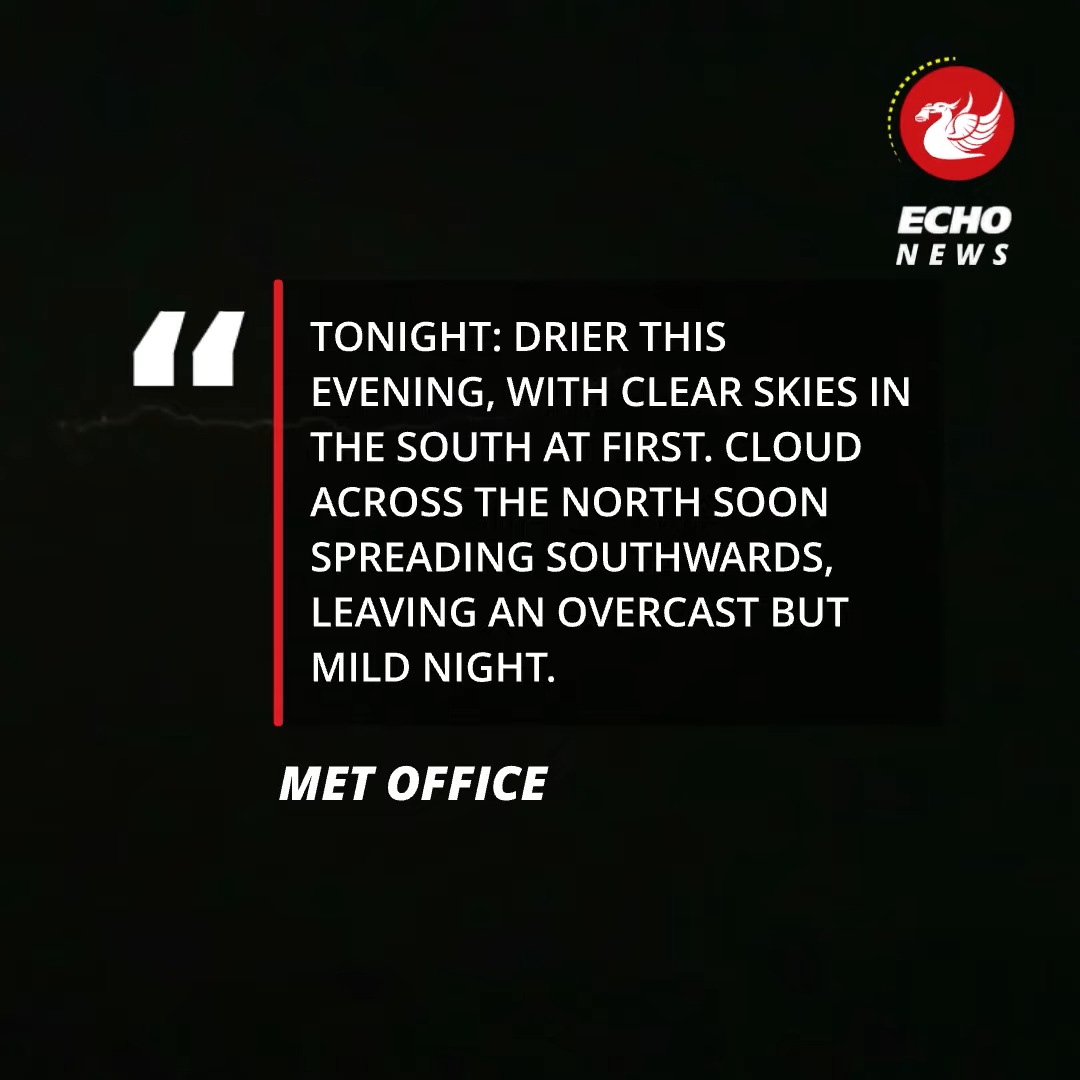 ECHO
NEWS
“
TONIGHT: DRIER THIS
EVENING, WITH CLEAR SKIES IN
THE SOUTH AT FIRST. CLOUD
ACROSS THE NORTH SOON
SPREADING SOUTHWARDS,
LEAVING AN OVERCAST BUT
MILD NIGHT.
MET OFFICE